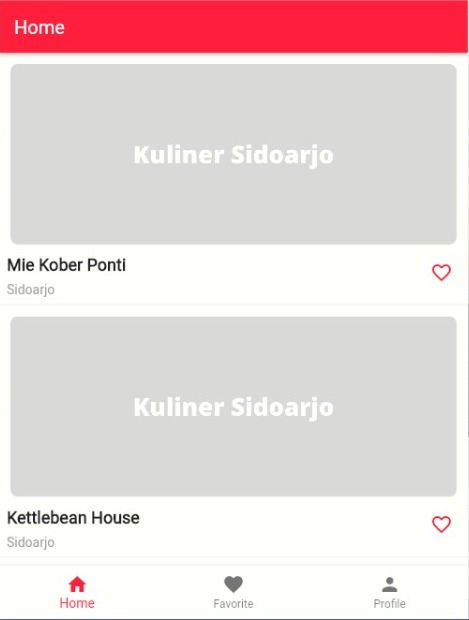 Home
Kuliner Sidoarjo
Mie Kober Ponti
Sidoarjo
Kuliner Sidoarjo
Kettlebean House
Sidoarjo
Home Favorite Profile